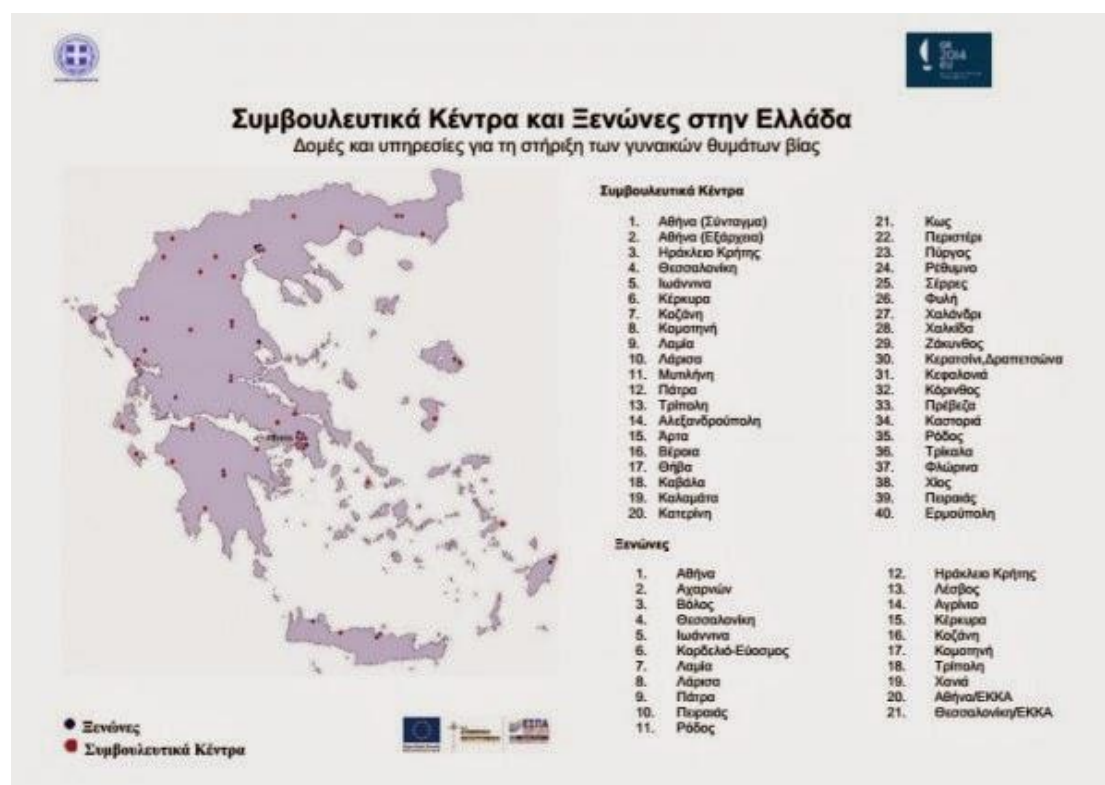 GR
2014
EU
Συμβουλευτικά Κέντρα και Ξενώνες στην Ελλάδα
Δομές και υπηρεσίες για τη στήριξη των γυναικών θυμάτων βίας
Συμβουλευτικά Κέντρα
1. Αθήνα (Σύνταγμα)
2. Αθήνα (Εξάρχεια)
3. Ηράκλειο Κρήτης
4. Θεσσαλονίκη
5. Ιωάννινα
6. Κέρκυρα
7. Κοζάνη
8. Κομοτηνή
9. Λαμία
10. Λάρισα
11. Μυτιλήνη
12. Πάτρα
13. Τρίπολη
14. Αλεξανδρούπολη
15. Άρτα
16. Βέροια
17. Θήβα
18. Καβάλα
19. Καλαμάτα
20. Κατερίνη
21. Κως
22. Περιστέρι
23. Πύργος
24. Ρέθυμνο
25. Σέρρες
26. Φυλή
27. Χαλάνδρι
28. Χαλκίδα
29. Ζάκυνθος
30. Κερατσίνι,Δραπετσώνα
31. Κεφαλονιά
32. Κόρινθος
33. Πρέβεζα
34. Καστοριά
35. Ρόδος
36. Τρίκαλα
37. Φλώρινα
38. Χίος
39. Πειραιάς
40. Ερμούπολη
Ξενώνες
1. Αθήνα
2. Αχαρνών
3. Βόλος
4. Θεσσαλονίκη
5. Ιωάννινα
6. Κορδελιό-Εύοσμος
7. Λαμία
8. Λάρισα
9. Πάτρα
10. Πειραιάς
11. Ρόδος
12. Ηράκλειο Κρήτης
13. Λέσβος
14. Αγρίνιο
15. Κέρκυρα
16. Κοζάνη
17. Κομοτηνή
18. Τρίπολη
19. Χανιά
20. Αθήνα/ΕΚΚΑ
21. Θεσσαλονίκη/ΕΚΚΑ
Ξενώνες
Συμβουλευτικά Κέντρα
ΕΣΠΑ